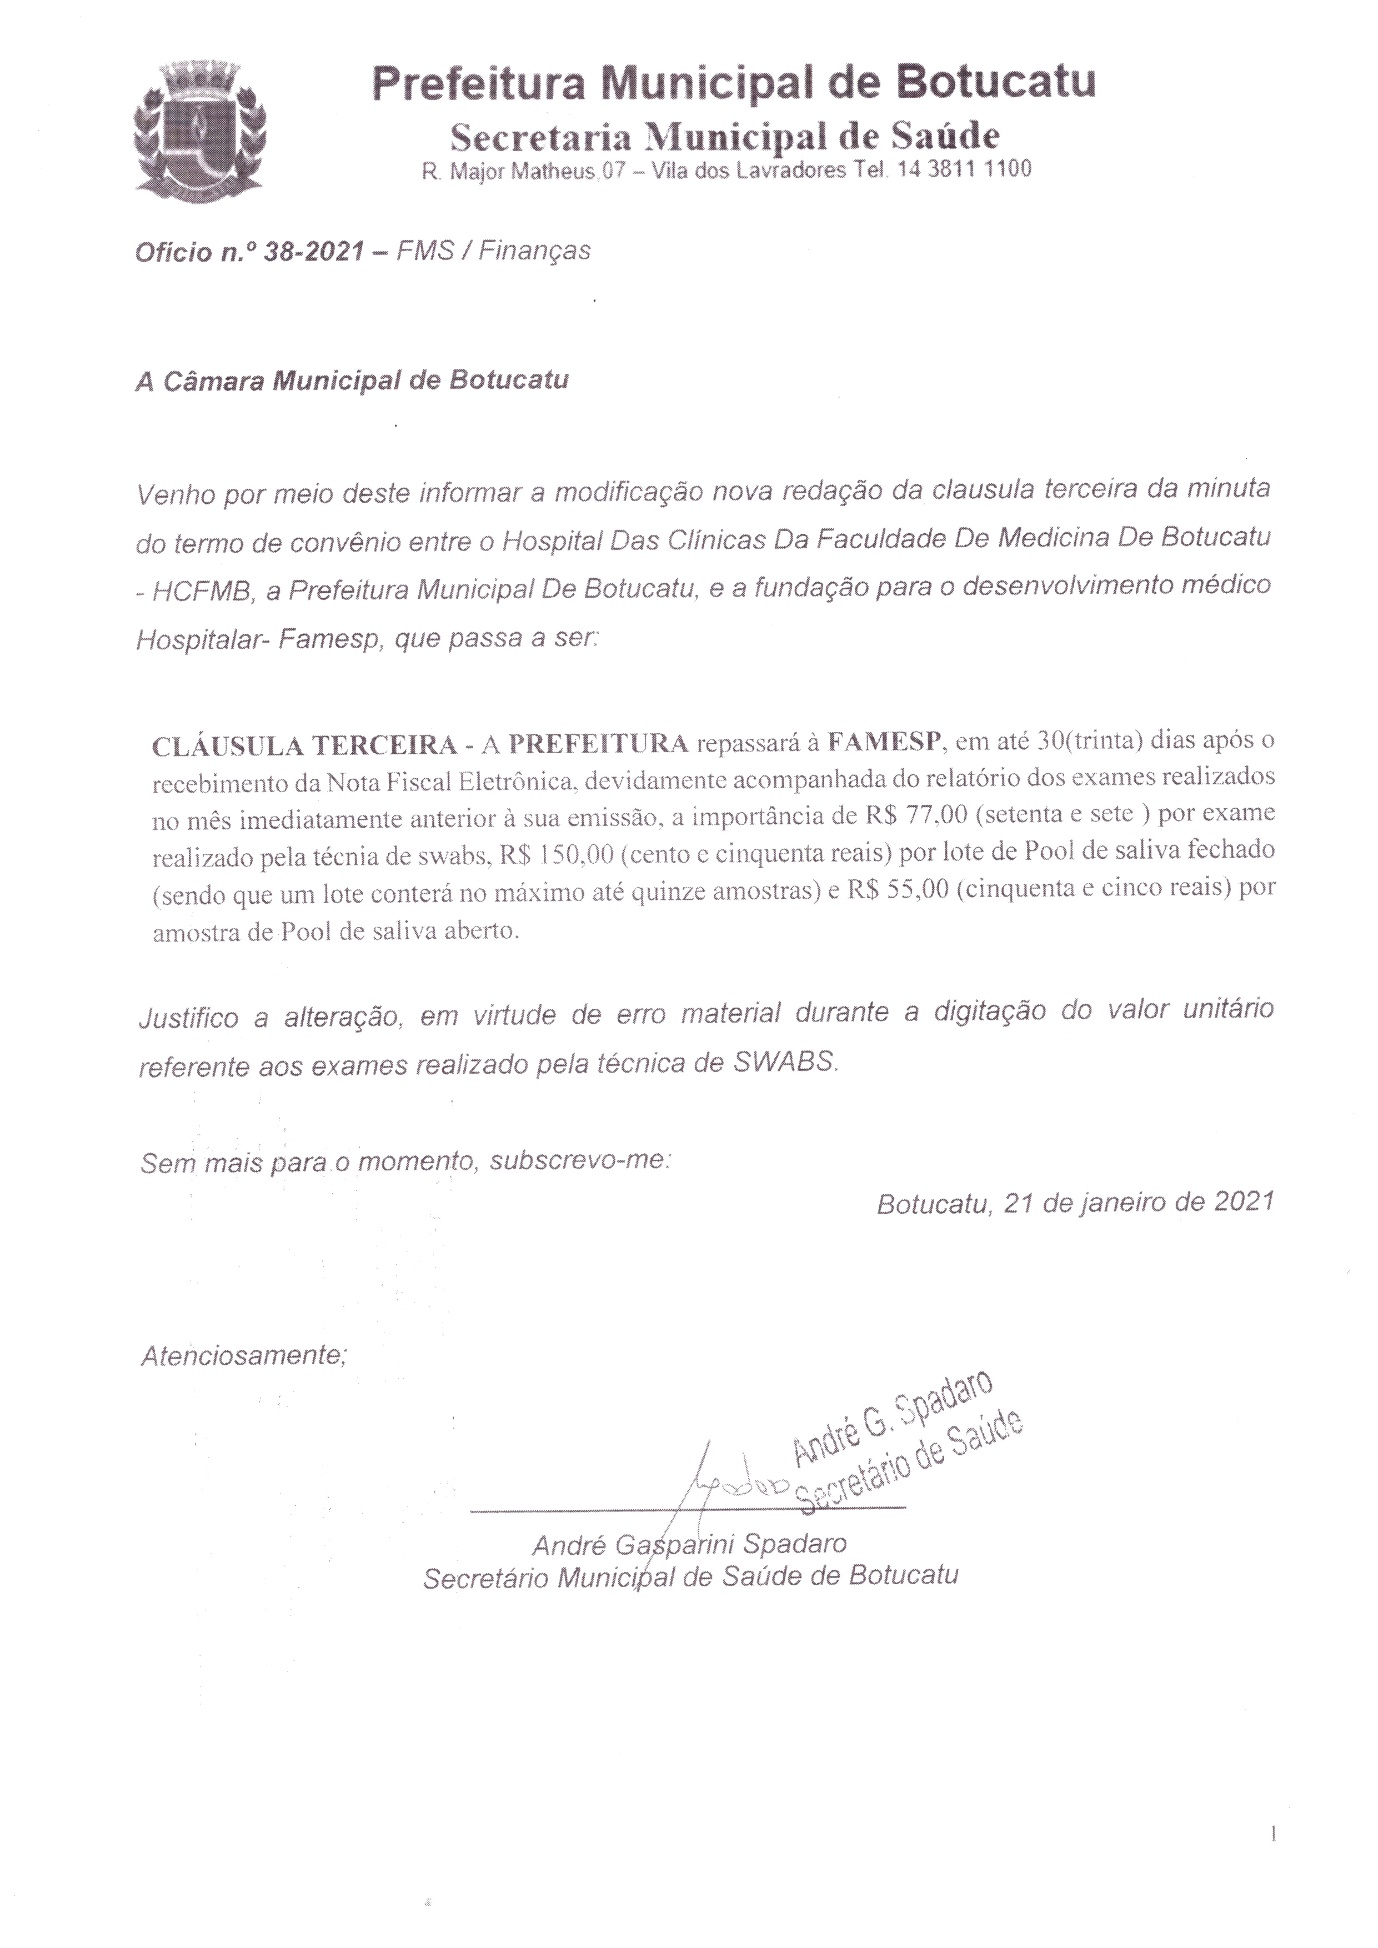 Prefeitura Municipal de Botucatu
Secretaria Municipal de Saúde
R. Major Matheus,07 – Vila dos Lavradores Tel. 14 3811 1100
Ofício n.º 38-2021 – FMS / Finanças
A Câmara Municipal de Botucatu
Venho por meio deste informar a modificação nova redação da clausula terceira da minuta
do termo de convênio entre o Hospital Das Clínicas Da Faculdade De Medicina De Botucatu
- HCFMB, a Prefeitura Municipal De Botucatu, e a fundação para o desenvolvimento médico
Hospitalar- Famesp, que passa a ser:
CLÁUSULA TERCEIRA - A PREFEITURA repassará à FAMESP, em até 30(trinta) dias após o
recebimento da Nota Fiscal Eletrônica, devidamente acompanhada do relatório dos exames realizados
no mês imediatamente anterior à sua emissão, a importância de R$ 77,00 (setenta e sete ) por exame
realizado pela técnia de swabs, R$ 150,00 (cento e cinquenta reais) por lote de Pool de saliva fechado
(sendo que um lote conterá no máximo até quinze amostras) e R$ 55,00 (cinquenta e cinco reais) por
amostra de Pool de saliva aberto.
Justifico a alteração, em virtude de erro material durante a digitação do valor unitário
referente aos exames realizado pela técnica de SWABS.
Sem mais para o momento, subscrevo-me:
Botucatu, 21 de janeiro de 2021
Atenciosamente;
André G. Spadaro
Secretário de Saúde
André Gasparini Spadaro
Secretário Municipal de Saúde de Botucatu
1